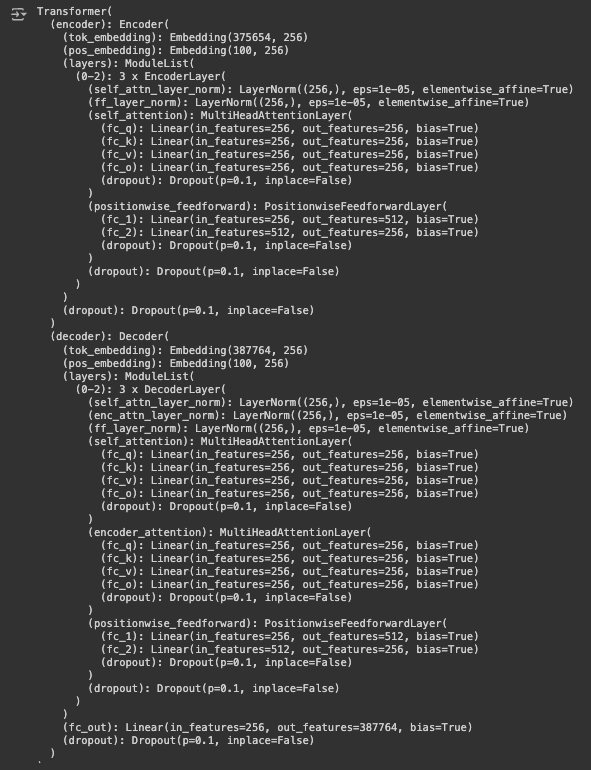 Transformer(
  (encoder): Encoder(
    (tok_embedding): Embedding(375654, 256)
    (pos_embedding): Embedding(100, 256)
    (layers): ModuleList(
      (0-2): 3 x EncoderLayer(
        (self_attn_layer_norm): LayerNorm((256,), eps=1e-05, elementwise_affine=True)
        (ff_layer_norm): LayerNorm((256,), eps=1e-05, elementwise_affine=True)
        (self_attention): MultiHeadAttentionLayer(
          (fc_q): Linear(in_features=256, out_features=256, bias=True)
          (fc_k): Linear(in_features=256, out_features=256, bias=True)
          (fc_v): Linear(in_features=256, out_features=256, bias=True)
          (fc_o): Linear(in_features=256, out_features=256, bias=True)
          (dropout): Dropout(p=0.1, inplace=False)
        )
        (positionwise_feedforward): PositionwiseFeedforwardLayer(
          (fc_1): Linear(in_features=256, out_features=512, bias=True)
          (fc_2): Linear(in_features=512, out_features=256, bias=True)
          (dropout): Dropout(p=0.1, inplace=False)
        )
        (dropout): Dropout(p=0.1, inplace=False)
      )
    )
    (dropout): Dropout(p=0.1, inplace=False)
  )
  (decoder): Decoder(
    (tok_embedding): Embedding(387764, 256)
    (pos_embedding): Embedding(100, 256)
    (layers): ModuleList(
      (0-2): 3 x DecoderLayer(
        (self_attn_layer_norm): LayerNorm((256,), eps=1e-05, elementwise_affine=True)
        (enc_attn_layer_norm): LayerNorm((256,), eps=1e-05, elementwise_affine=True)
        (ff_layer_norm): LayerNorm((256,), eps=1e-05, elementwise_affine=True)
        (self_attention): MultiHeadAttentionLayer(
          (fc_q): Linear(in_features=256, out_features=256, bias=True)
          (fc_k): Linear(in_features=256, out_features=256, bias=True)
          (fc_v): Linear(in_features=256, out_features=256, bias=True)
          (fc_o): Linear(in_features=256, out_features=256, bias=True)
          (dropout): Dropout(p=0.1, inplace=False)
        )
        (encoder_attention): MultiHeadAttentionLayer(
          (fc_q): Linear(in_features=256, out_features=256, bias=True)
          (fc_k): Linear(in_features=256, out_features=256, bias=True)
          (fc_v): Linear(in_features=256, out_features=256, bias=True)
          (fc_o): Linear(in_features=256, out_features=256, bias=True)
          (dropout): Dropout(p=0.1, inplace=False)
        )
        (positionwise_feedforward): PositionwiseFeedforwardLayer(
          (fc_1): Linear(in_features=256, out_features=512, bias=True)
          (fc_2): Linear(in_features=512, out_features=256, bias=True)
          (dropout): Dropout(p=0.1, inplace=False)
        )
        (dropout): Dropout(p=0.1, inplace=False)
      )
    )
    (fc_out): Linear(in_features=256, out_features=387764, bias=True)
    (dropout): Dropout(p=0.1, inplace=False)
  )